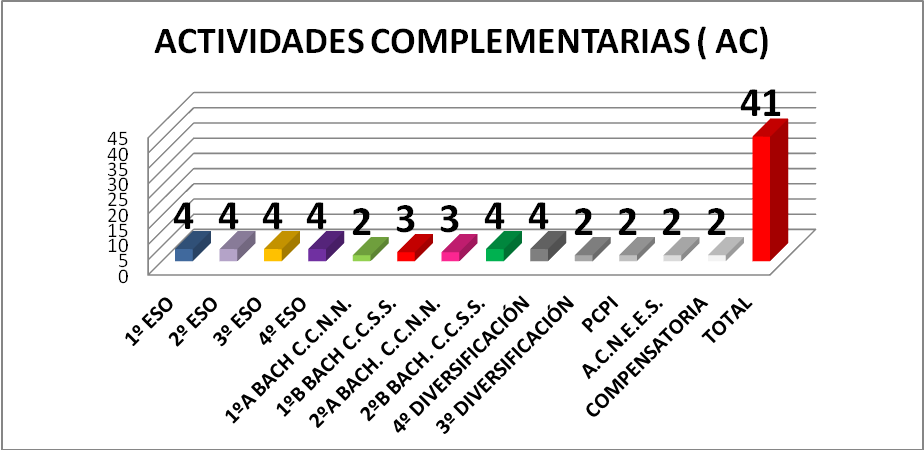 ACTIVIDADES COMPLEMENTARIAS ( AC)
45
40
35
30
25
20
15
10
5
0
4
4
4
4
2
3
3
4
4
2
2
2
2
41
1º ESO
2º ESO
3º ESO
4º ESO
1ºA BACH C.C.N.N.
1ºB BACH C.C.S.S.
2ºA BACH. C.C.N.N.
2ºB BACH. C.C.S.S.
4º DIVERSIFICACIÓN
3º DIVERSIFICACIÓN
PCPI
A.C.N.E.E.S.
COMPENSATORIA
TOTAL